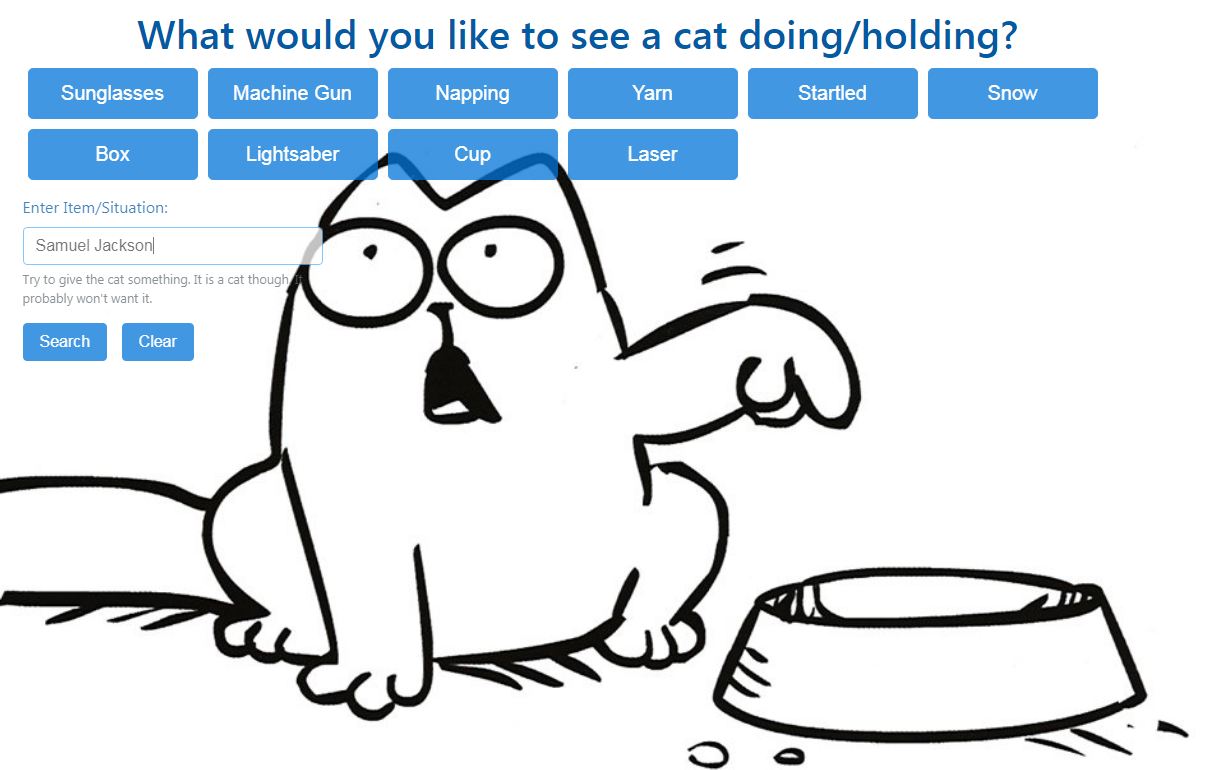 What would you like to see a cat doing/holding?
Sunglasses Machine Gun Napping Yarn Startled Snow
Box Lightsaber Cup Laser
Enter Item/Situation:
Samuel Jackson
Try to give the cat something. It is a cat though. It
probably won't want it.
Search Clear